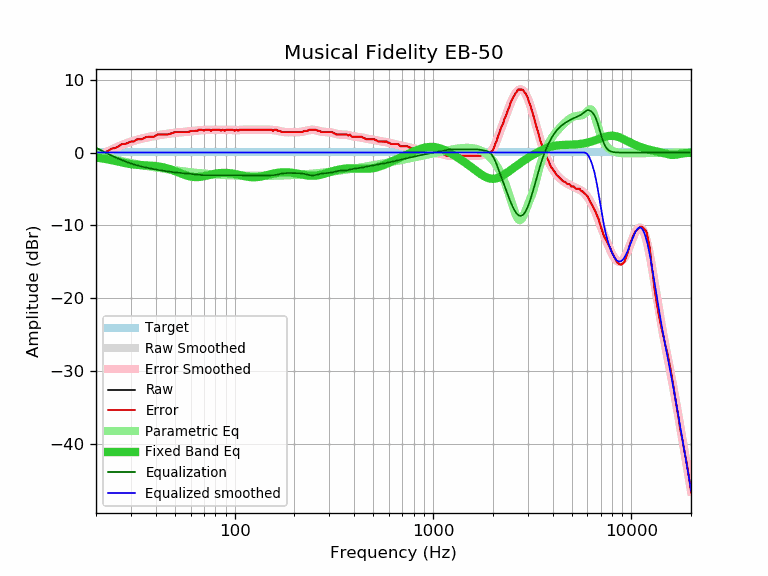 Musical Fidelity EB-50
10
0
−10
−20
−30
−40
Amplitude (dBr)
Target
Raw Smoothed
Error Smoothed
Raw
Error
Parametric Eq
Fixed Band Eq
Equalization
Equalized smoothed
100
1000
10000
Frequency (Hz)